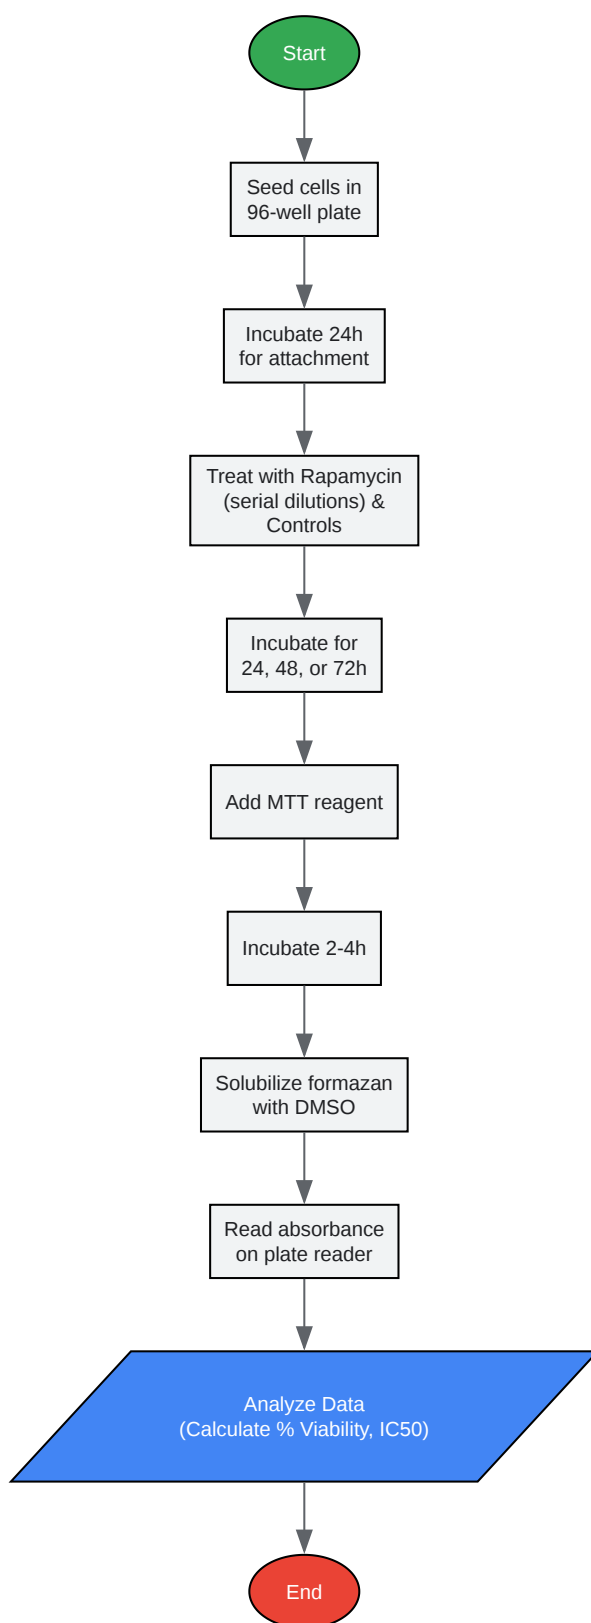 Start
Seed cells in
96-well plate
Incubate 24h
for attachment
Treat with Rapamycin
(serial dilutions) &
Controls
Incubate for
24, 48, or 72h
Add MTT reagent
Incubate 2-4h
Solubilize formazan
with DMSO
Read absorbance
on plate reader
Analyze Data
(Calculate % Viability, IC50)
End